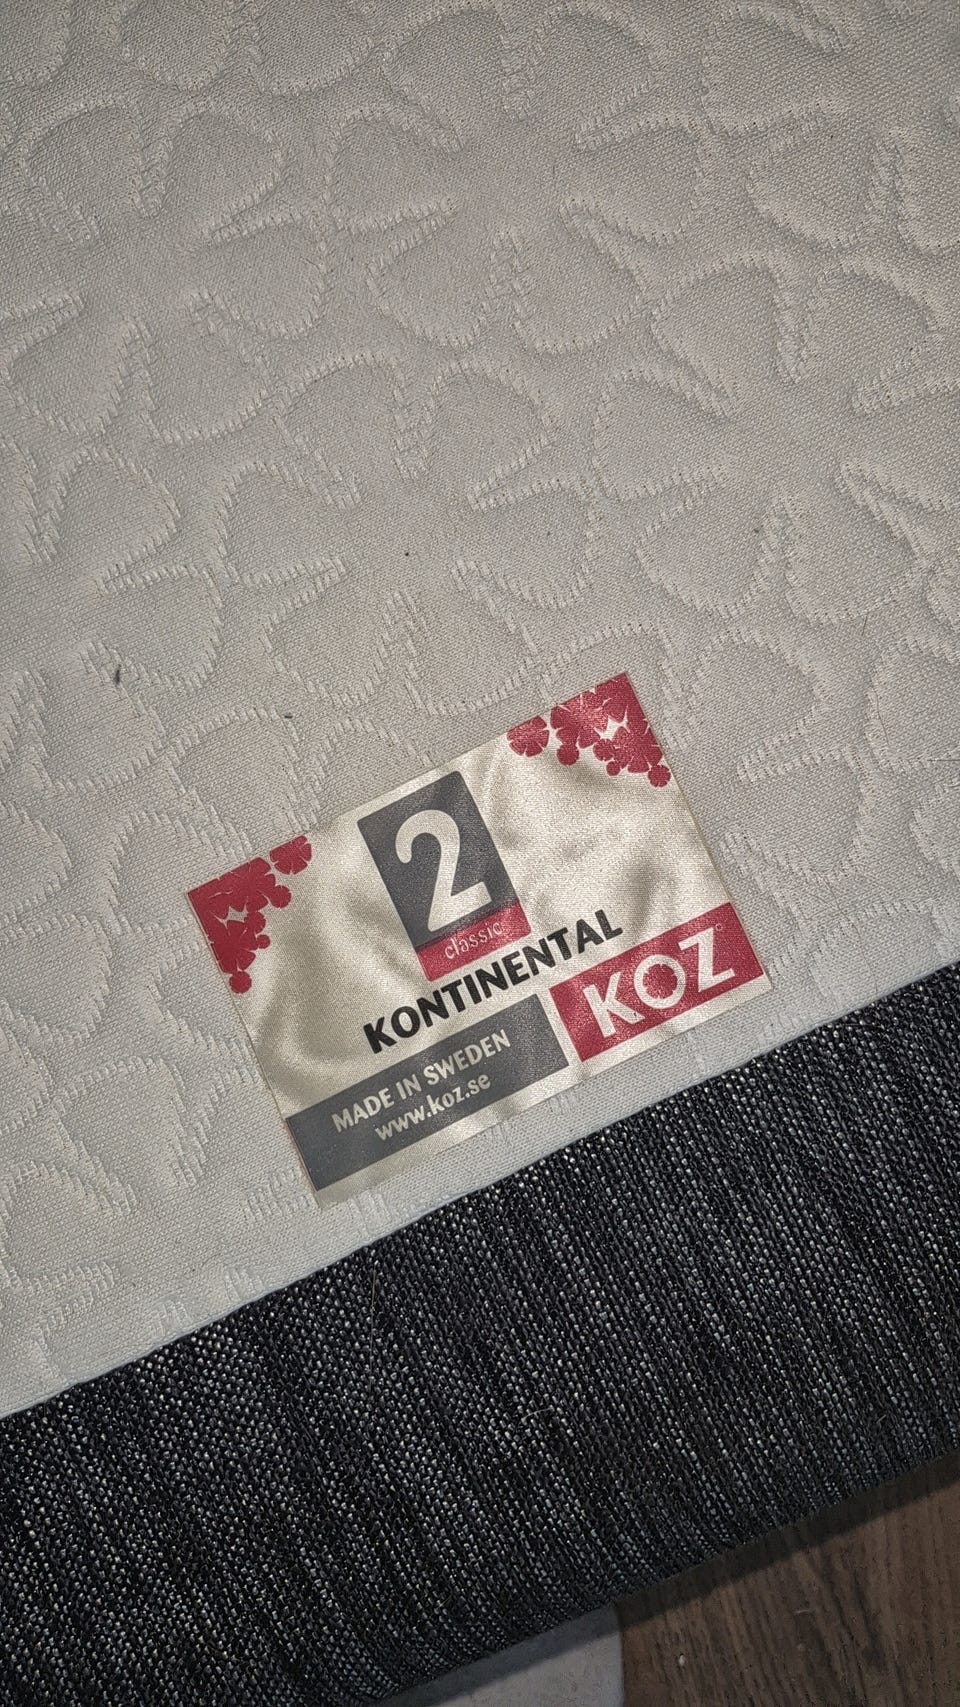 2
classic
KONTINENTAL
KOZ
MADE IN SWEDEN
www.koz.se